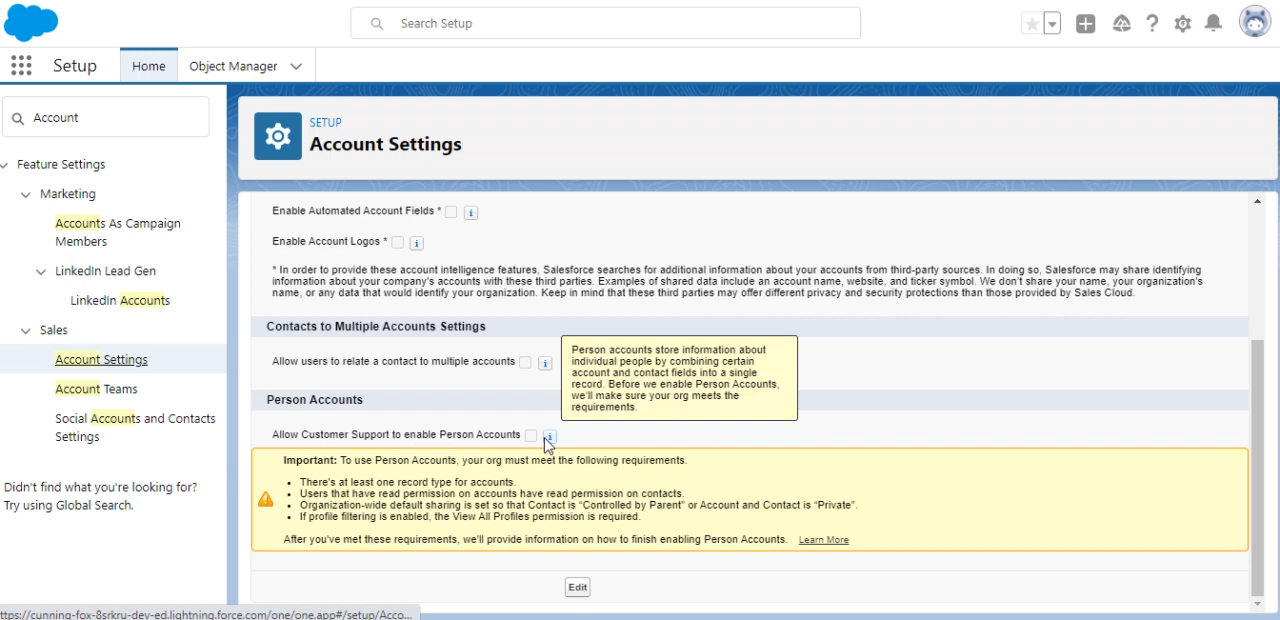 Search Setup
Setup
Home
Object Manager
Account
Feature Settings
Marketing
Accounts As Campaign
Members
LinkedIn Lead Gen
LinkedIn Accounts
Sales
Account Settings
Account Teams
Social Accounts and Contacts
Settings
Didn't find what you're looking for?
Try using Global Search.
SETUP
Account Settings
Enable Automated Account Fields *
Enable Account Logos *
* In order to provide these account intelligence features, Salesforce searches for additional information about your accounts from third-party sources. In doing so, Salesforce may share identifying
information about your company's accounts with these third parties. Examples of shared data include an account name, website, and ticker symbol. We don't share your name, your organization's
name, or any data that would identify your organization. Keep in mind that these third parties may offer different privacy and security protections than those provided by Sales Cloud.
Contacts to Multiple Accounts Settings
Allow users to relate a contact to multiple accounts
Person accounts store information about
individual people by combining certain
account and contact fields into a single
record. Before we enable Person Accounts,
we'll make sure your org meets the
requirements.
Person Accounts
Allow Customer Support to enable Person Accounts
Important: To use Person Accounts, your org must meet the following requirements.
• There's at least one record type for accounts.
• Users that have read permission on accounts have read permission on contacts.
• Organization-wide default sharing is set so that Contact is “Controlled by Parent” or Account and Contact is “Private”.
• If profile filtering is enabled, the View All Profiles permission is required.
After you've met these requirements, we'll provide information on how to finish enabling Person Accounts. Learn More
Edit
ttps://cunning-fox-8srkru-dev-ed.lightning.force.com/one/one.app#/setup/Acco...